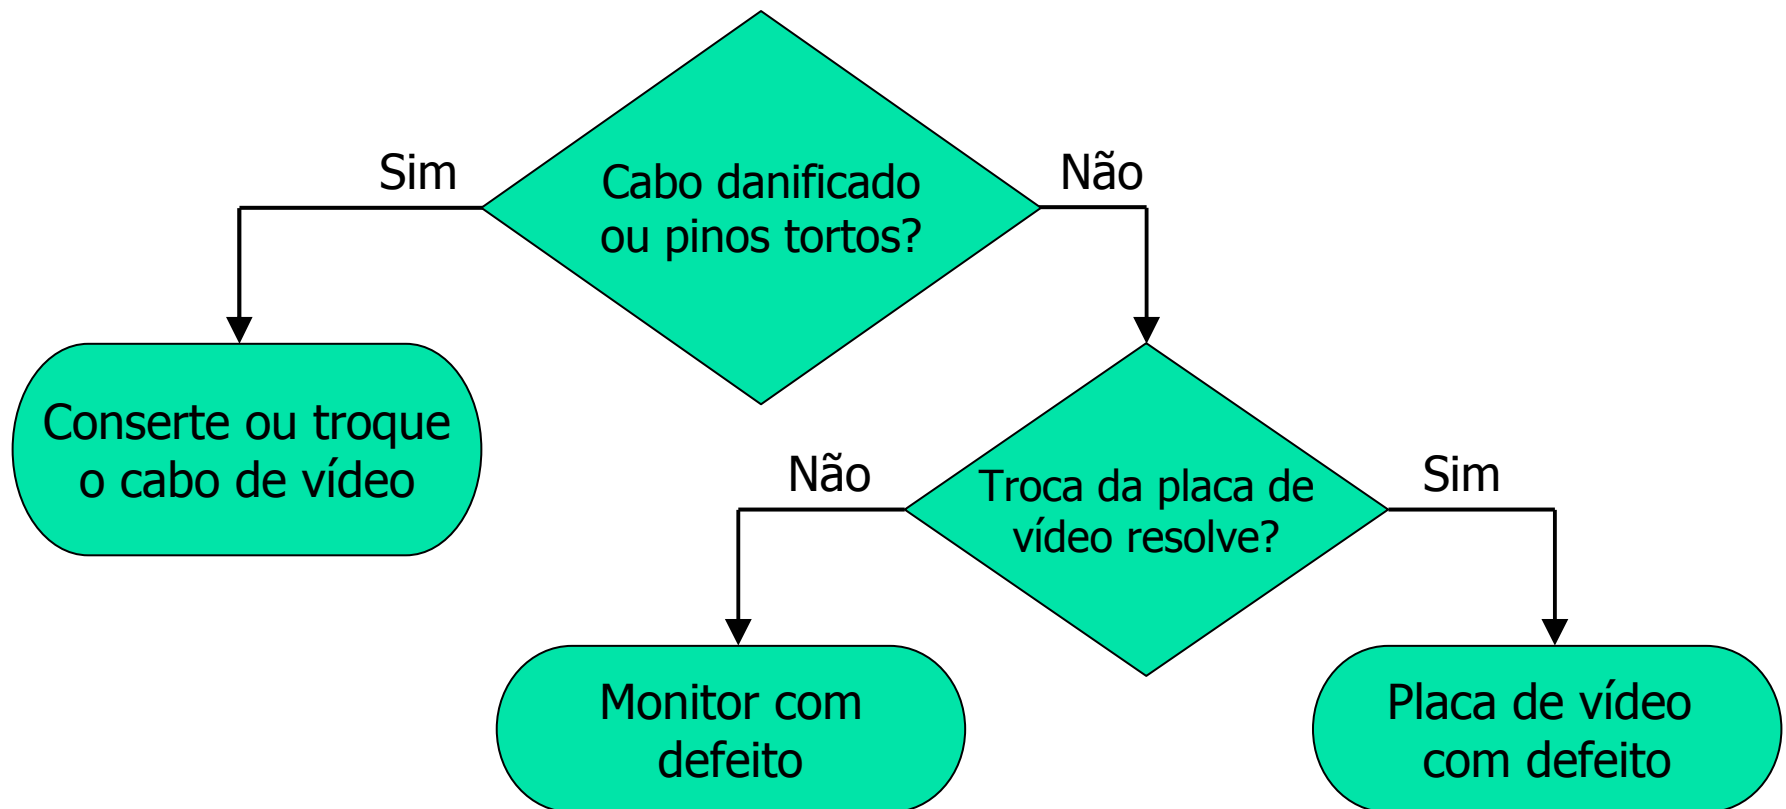 Sim
Cabo danificado
ou pinos tortos?
Não
Conserte ou troque
o cabo de vídeo
Não
Troca da placa de
vídeo resolve?
Sim
Monitor com
defeito
Placa de vídeo
com defeito